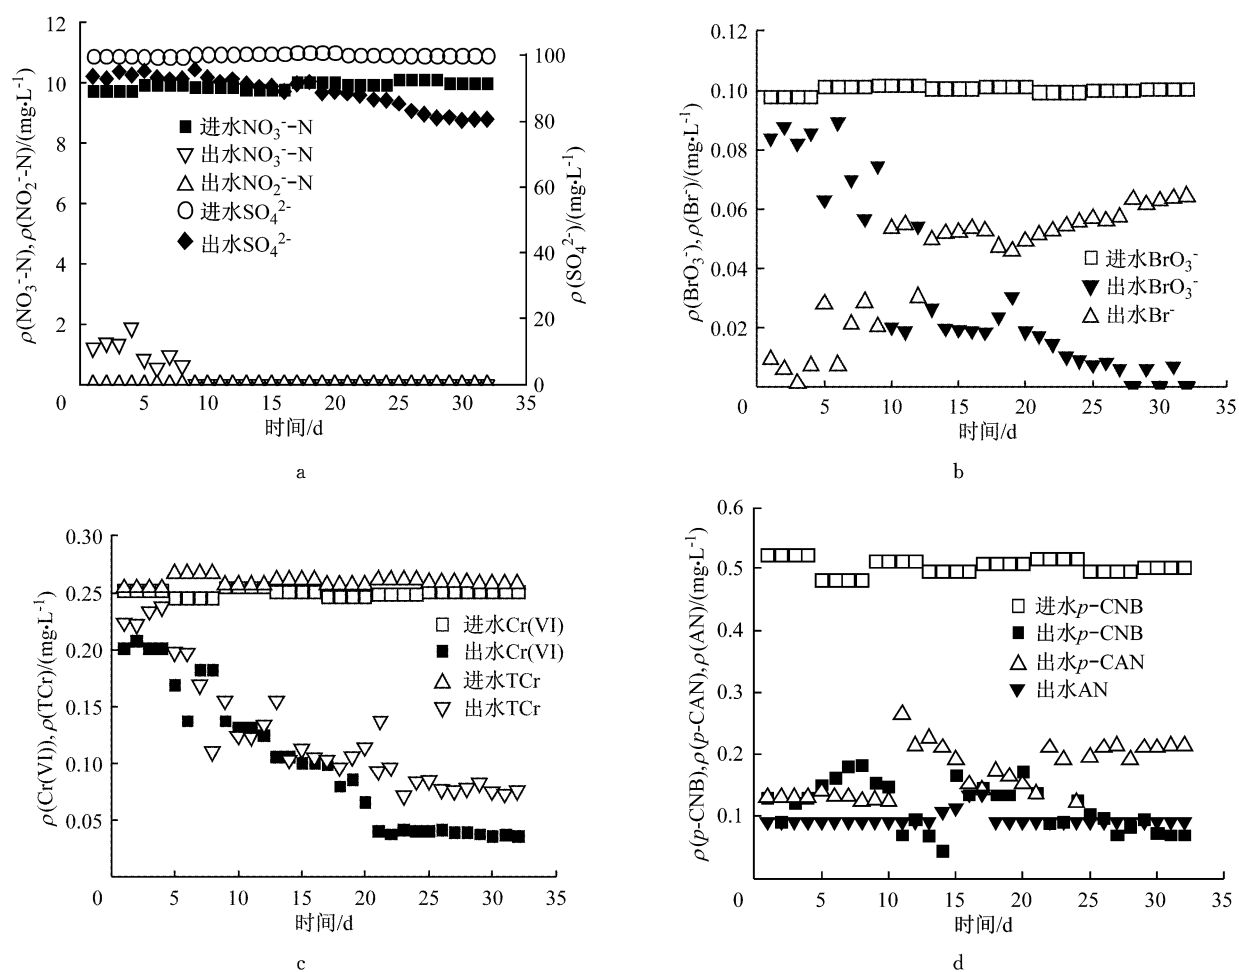 12
10
8
6
4
2
0
ρ(NO₃⁻-N),ρ(NO₂⁻-N)/(mg·L⁻¹)
进水NO₃⁻-N
出水NO₃⁻-N
出水NO₂⁻-N
进水SO₄²⁻
出水SO₄²⁻
100
80
60
40
20
0
ρ(SO₄²⁻)/(mg·L⁻¹)
5 10 15 20 25 30 35
时间/d
a
0.12
0.10
0.08
0.06
0.04
0.02
ρ(BrO₃⁻),ρ(Br⁻)/(mg·L⁻¹)
进水BrO₃⁻
出水BrO₃⁻
出水Br⁻
0 5 10 15 20 25 30 35
时间/d
b
0.30
0.25
0.20
0.15
0.10
0.05
ρ(Cr(VI)),ρ(TCr)/(mg·L⁻¹)
进水Cr(VI)
出水Cr(VI)
进水TCr
出水TCr
0 5 10 15 20 25 30 35
时间/d
c
0.6
0.5
0.4
0.3
0.2
0.1
ρ(p-CNB),ρ(p-CAN),ρ(AN)/(mg·L⁻¹)
进水p-CNB
出水p-CNB
出水p-CAN
出水AN
0 5 10 15 20 25 30 35
时间/d
d